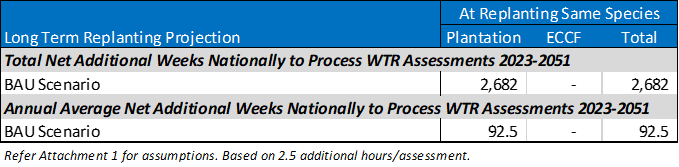 At Replanting Same Species
Long Term Replanting Projection Plantation ECCF Total
Total Net Additional Weeks Nationally to Process WTR Assessments 2023-2051
BAU Scenario 2,682 - 2,682
Annual Average Net Additional Weeks Nationally to Process WTR Assessments 2023-2051
BAU Scenario 92.5 - 92.5
Refer Attachment 1 for assumptions. Based on 2.5 additional hours/assessment.